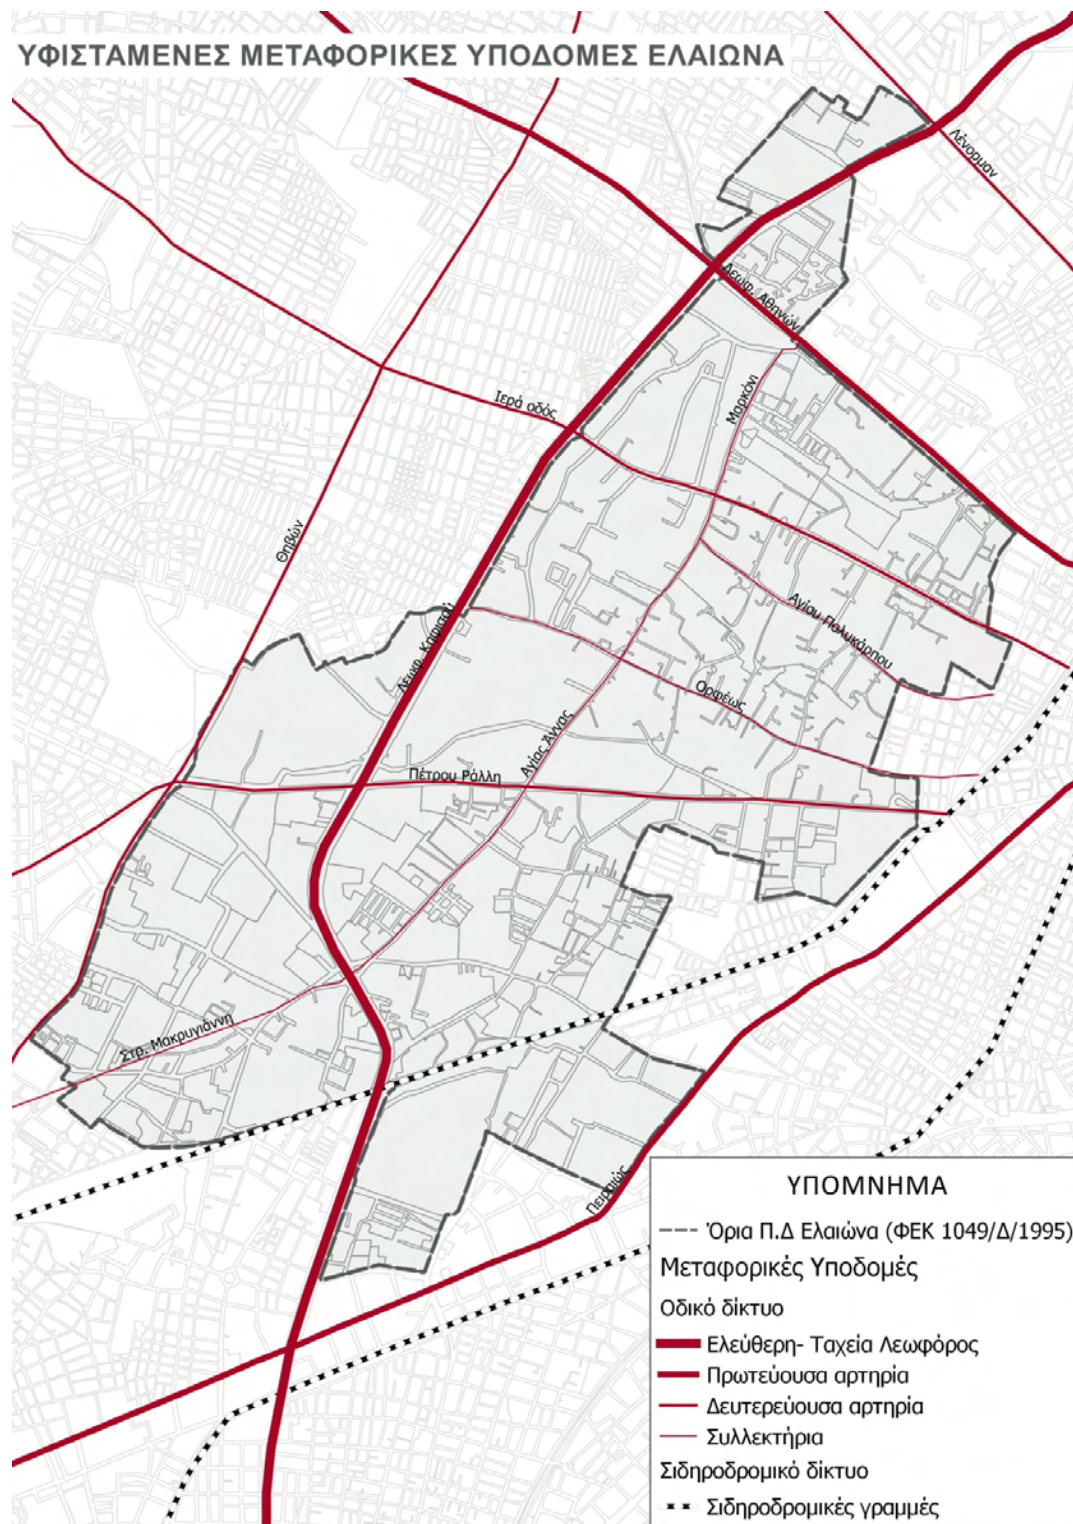 ΥΦΙΣΤΑΜΕΝΕΣ ΜΕΤΑΦΟΡΙΚΕΣ ΥΠΟΔΟΜΕΣ ΕΛΑΙΩΝΑ
Λένορμαν
Λεωφ. Αθηνών
Μαρκόνι
Ιερά οδός
Θηβών
Αγίου Πολυκάρπου
Λεωφ. Κηφισού
Ορφέως
Αγίας Άννας
Πέτρου Ράλλη
Στρ. Μακρυγιάννη
Πειραιώς
ΥΠΟΜΝΗΜΑ
Όρια Π.Δ Ελαιώνα (ΦΕΚ 1049/Δ/1995)
Μεταφορικές Υποδομές
Οδικό δίκτυο
Ελεύθερη- Ταχεία Λεωφόρος
Πρωτεύουσα αρτηρία
Δευτερεύουσα αρτηρία
Συλλεκτήρια
Σιδηροδρομικό δίκτυο
Σιδηροδρομικές γραμμές